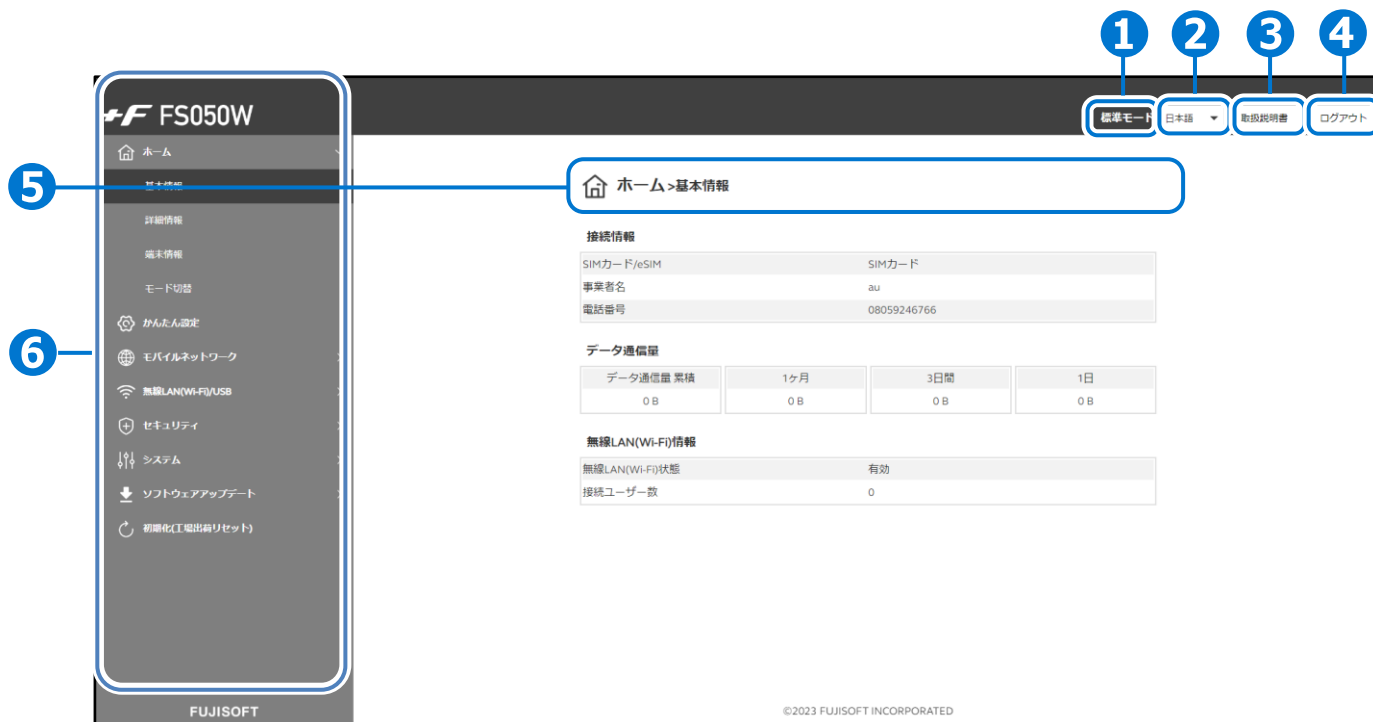 1 2 3 4
+F FS050W
標準モード 日本語 取扱説明書 ログアウト
ホーム
5
基本情報
ホーム>基本情報
詳細情報
端末情報
モード切替
かんたん設定
6
モバイルネットワーク
無線LAN(Wi-Fi)/USB
セキュリティ
システム
ソフトウェアアップデート
初期化(工場出荷リセット)
FUJISOFT
接続情報
SIMカード/eSIM SIMカード
事業者名 au
電話番号 08059246766
データ通信量
データ通信量 累積 1ヶ月 3日間 1日
0 B 0 B 0 B 0 B
無線LAN(Wi-Fi)情報
無線LAN(Wi-Fi)状態 有効
接続ユーザー数 0
©2023 FUJISOFT INCORPORATED